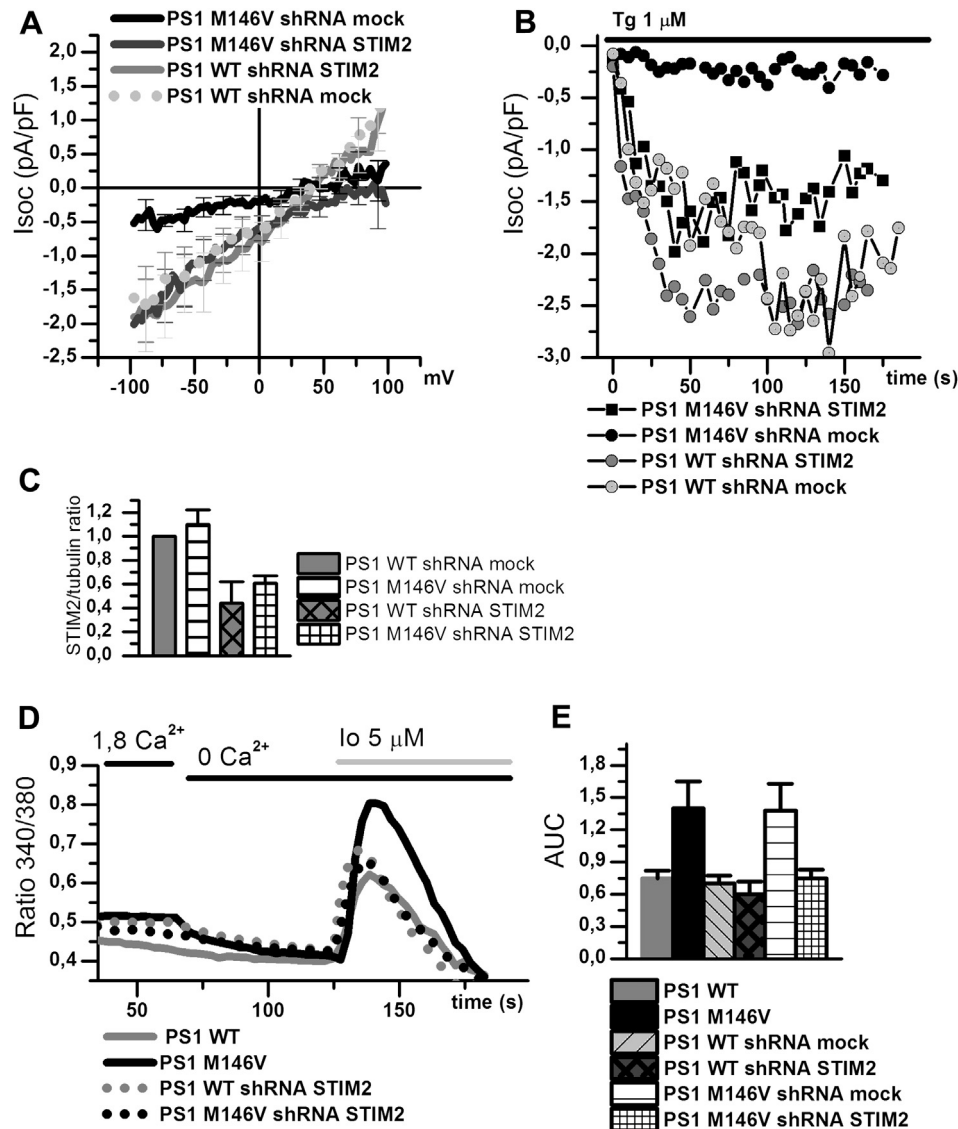 A
PS1 M146V shRNA mock
PS1 M146V shRNA STIM2
PS1 WT shRNA STIM2
PS1 WT shRNA mock
Isoc (pA/pF)
2,0
1,5
1,0
0,5
0,0
-0,5
-1,0
-1,5
-2,0
-2,5
-100 -50 0 50 100 mV
B
Tg 1 μM
Isoc (pA/pF)
0,0
-0,5
-1,0
-1,5
-2,0
-2,5
-3,0
0 50 100 150 time (s)
PS1 M146V shRNA STIM2
PS1 M146V shRNA mock
PS1 WT shRNA STIM2
PS1 WT shRNA mock
C
STIM2/tubulin ratio
1,2
1,0
0,8
0,6
0,4
0,2
0,0
PS1 WT shRNA mock
PS1 M146V shRNA mock
PS1 WT shRNA STIM2
PS1 M146V shRNA STIM2
D
1,8 Ca²⁺
0 Ca²⁺
Io 5 μM
Ratio 340/380
0,9
0,8
0,7
0,6
0,5
0,4
50 100 150 time (s)
PS1 WT
PS1 M146V
PS1 WT shRNA STIM2
PS1 M146V shRNA STIM2
E
AUC
1,8
1,5
1,2
0,9
0,6
0,3
0,0
PS1 WT
PS1 M146V
PS1 WT shRNA mock
PS1 WT shRNA STIM2
PS1 M146V shRNA mock
PS1 M146V shRNA STIM2